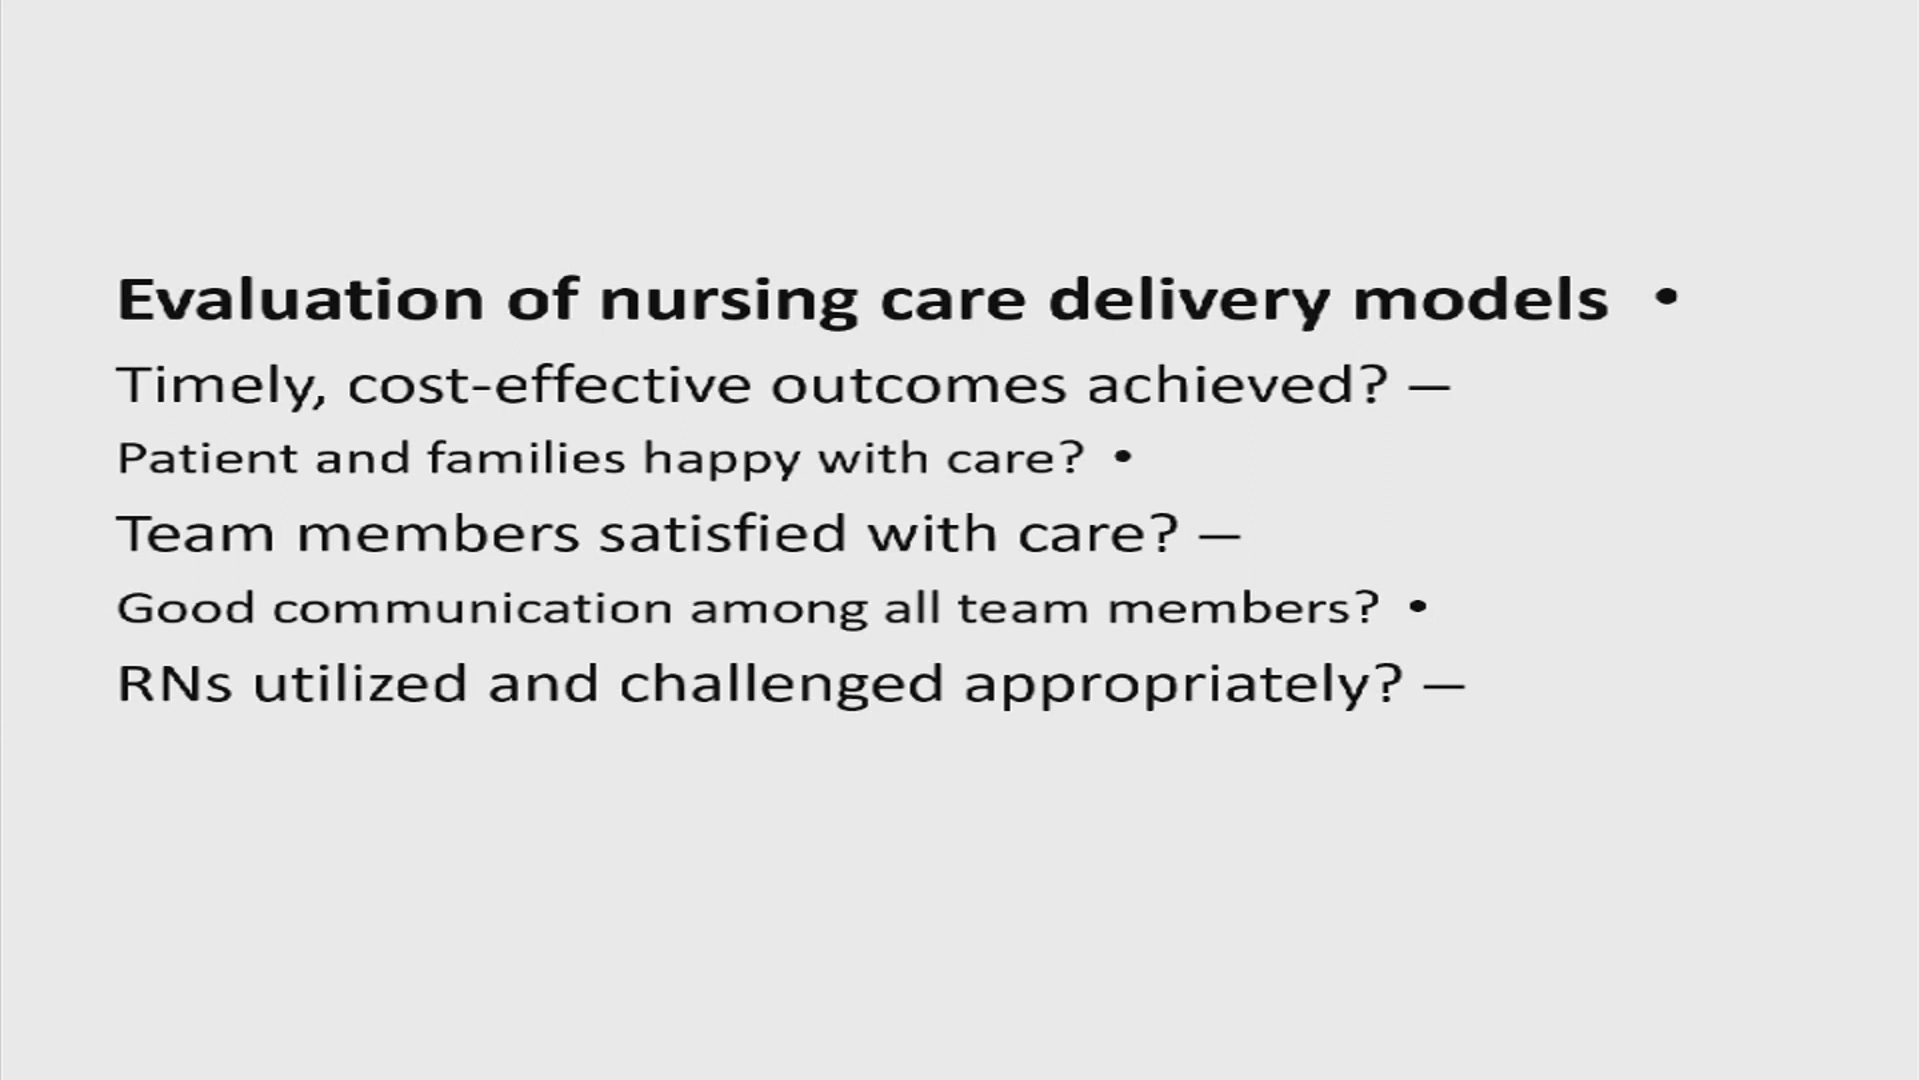 Evaluation of nursing care delivery models •
Timely, cost-effective outcomes achieved? –
Patient and families happy with care? •
Team members satisfied with care? –
Good communication among all team members? •
RNs utilized and challenged appropriately? –